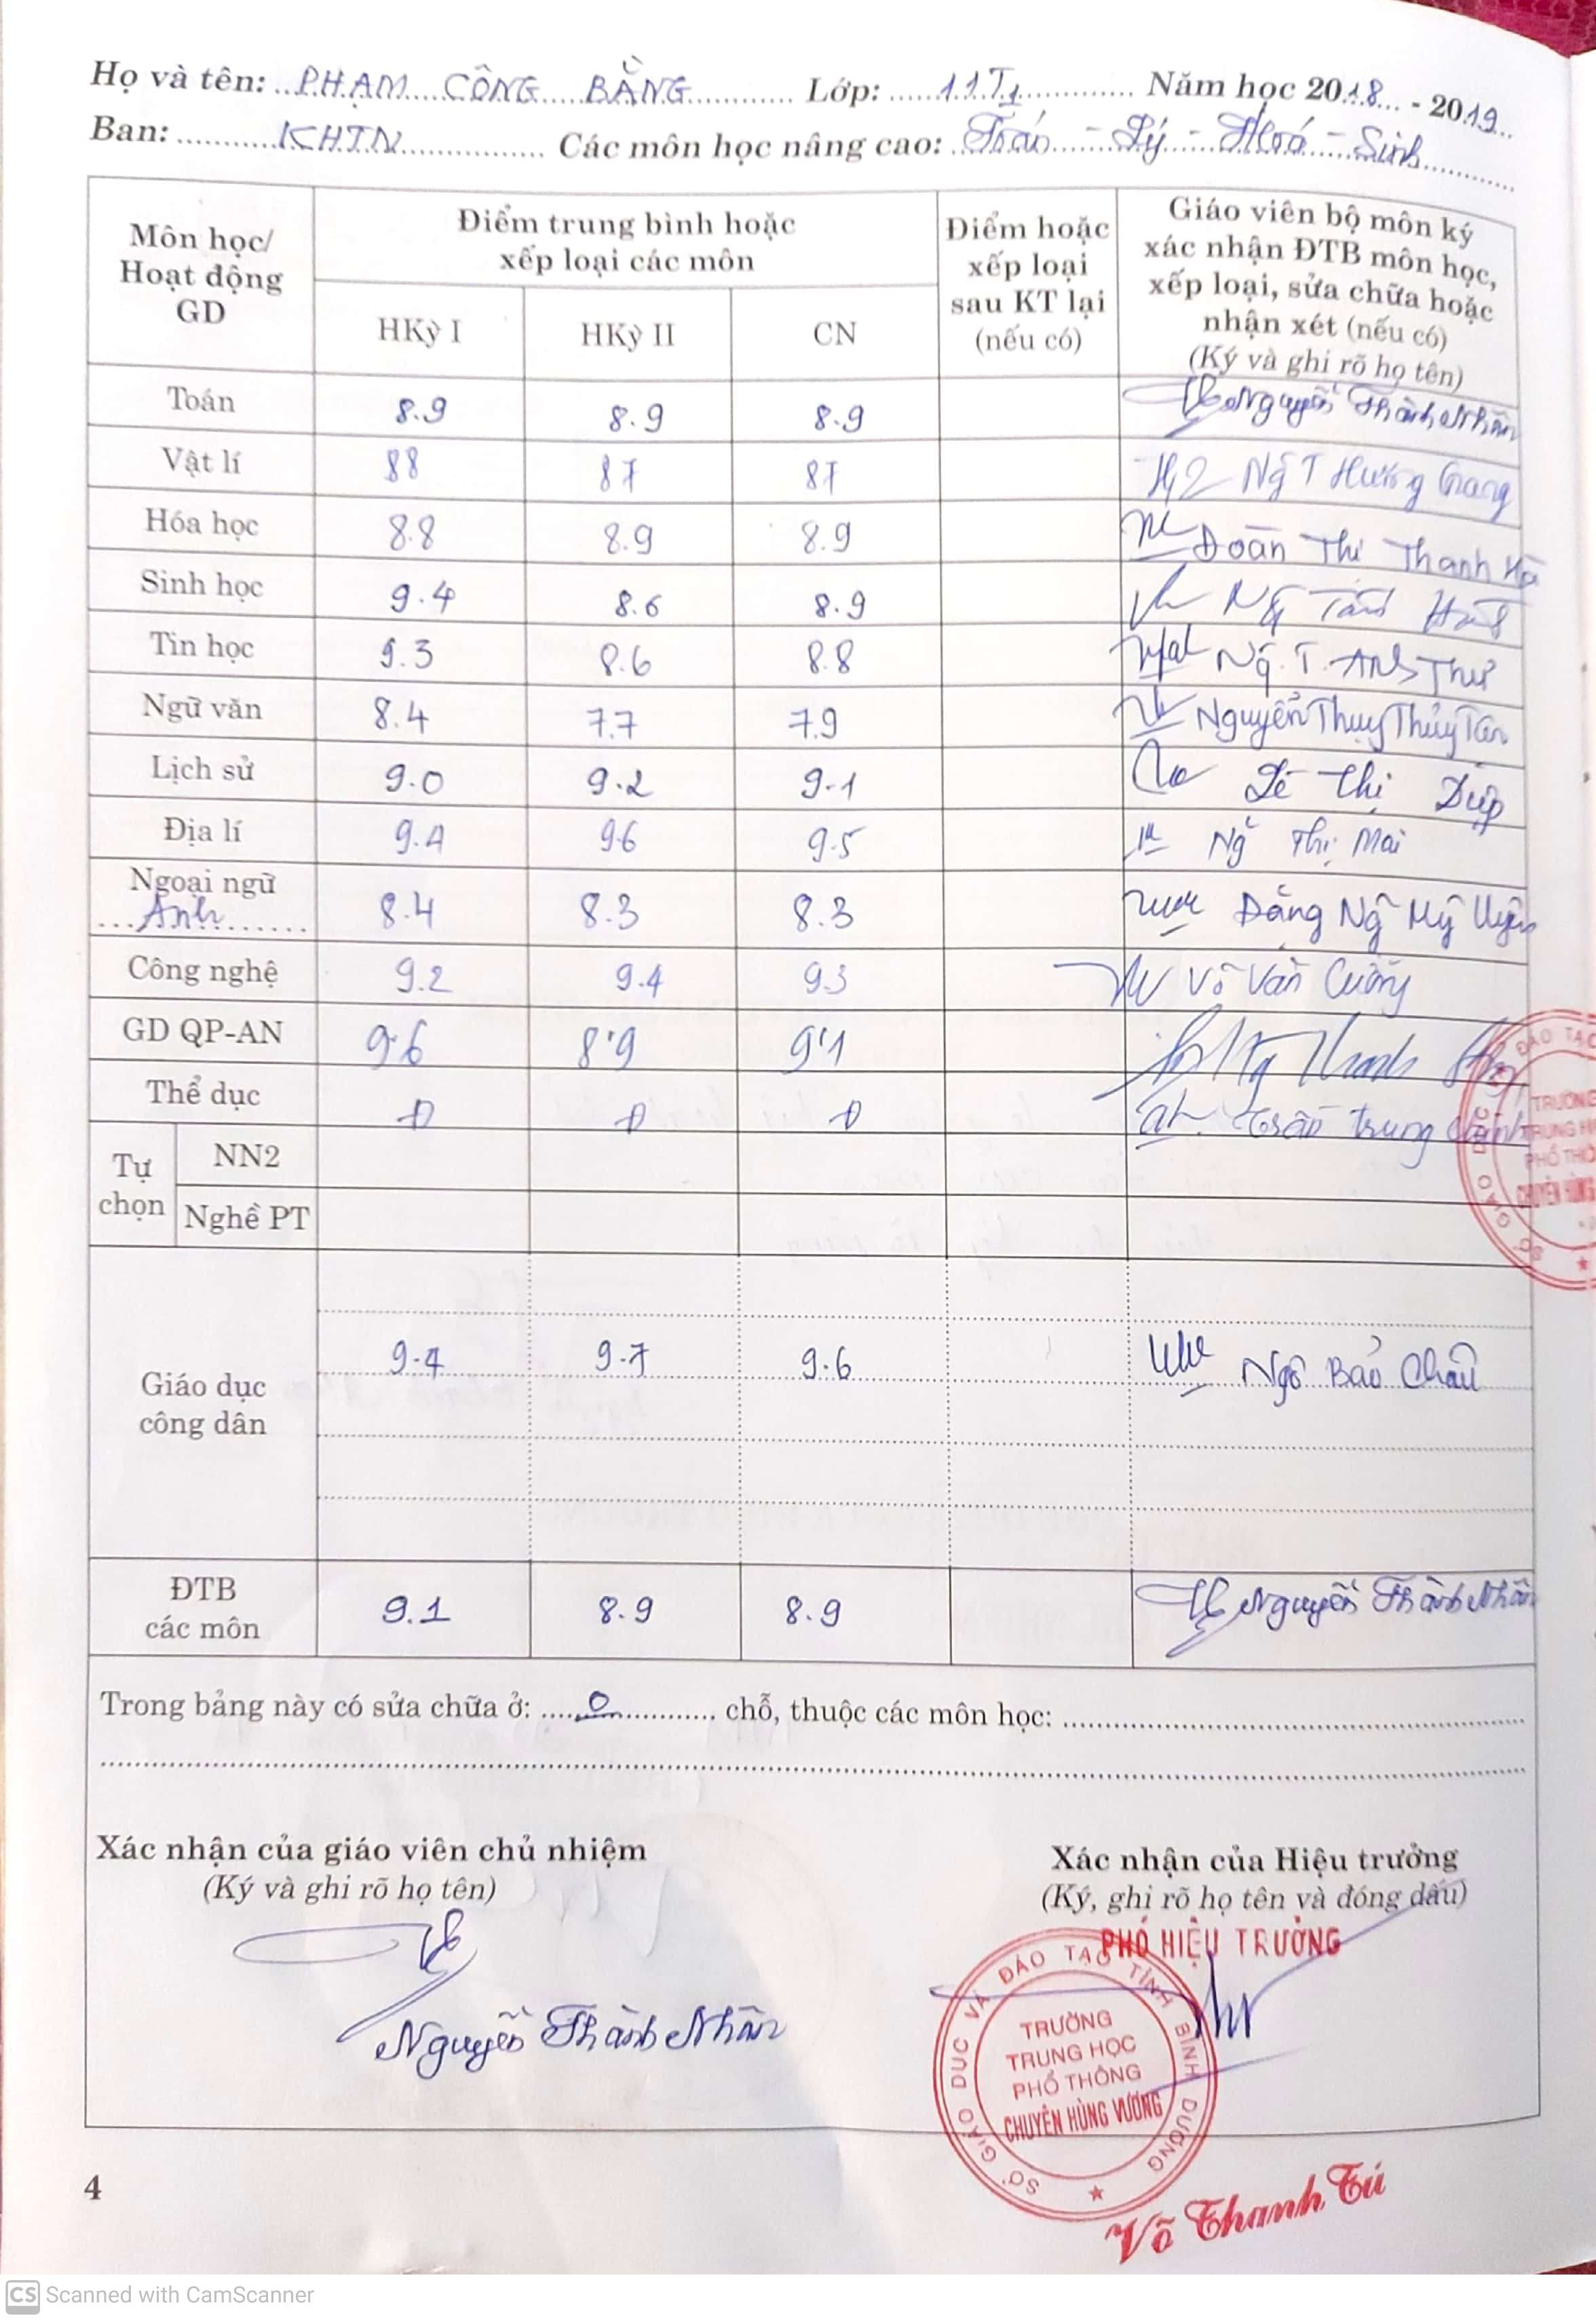 Họ và tên: PHẠM CÔNG BẰNG Lớp: 11T1 Năm học 2018 - 2019
Ban: KHTN Các môn học nâng cao: Toán - Lý - Hoá - Sinh
Môn học/ Hoạt động GD
Điểm trung bình hoặc xếp loại các môn
HKỳ I HKỳ II CN
Điểm hoặc xếp loại sau KT lại (nếu có)
Giáo viên bộ môn ký xác nhận ĐTB môn học, xếp loại, sửa chữa hoặc nhận xét (nếu có) (Ký và ghi rõ họ tên)
Toán 8.9 8.9 8.9 Nguyễn Thành Nhân
Vật lí 88 87 87 Ng T Hương Giang
Hóa học 8.8 8.9 8.9 Đoàn Thị Thanh Hà
Sinh học 9.4 8.6 8.9 Ng
Tin học 9.3 8.6 8.8 Ng. T. Anh Thư
Ngữ văn 8.4 7.7 7.9 Nguyễn Thụy Thủy Tân
Lịch sử 9.0 9.2 9.1 Lê Thị Diệp
Địa lí 9.4 9.6 9.5 Ng Thị Mai
Ngoại ngữ
Anh 8.4 8.3 8.3 Đặng Ng Mỹ Uyên
Công nghệ 9.2 9.4 9.3 Võ Văn Cường
GD QP-AN 9.6 8.9 9.1 Ng Thanh
Thể dục Đ Đ Đ Trần Trung
Tự chọn
NN2
Nghề PT
Giáo dục công dân 9.4 9.7 9.6 Ngô Bảo Châu
ĐTB các môn 9.1 8.9 8.9 Nguyễn Thành Nhân
Trong bảng này có sửa chữa ở: 0 chỗ, thuộc các môn học:
Xác nhận của giáo viên chủ nhiệm
(Ký và ghi rõ họ tên)
Nguyễn Thành Nhân
Xác nhận của Hiệu trưởng
(Ký, ghi rõ họ tên và đóng dấu)
PHÓ HIỆU TRƯỞNG
SỞ GIÁO DỤC VÀ ĐÀO TẠO TỈNH BÌNH DƯƠNG
TRƯỜNG
TRUNG HỌC
PHỔ THÔNG
CHUYÊN HÙNG VƯƠNG
Võ Thanh Tú
4
CS Scanned with CamScanner